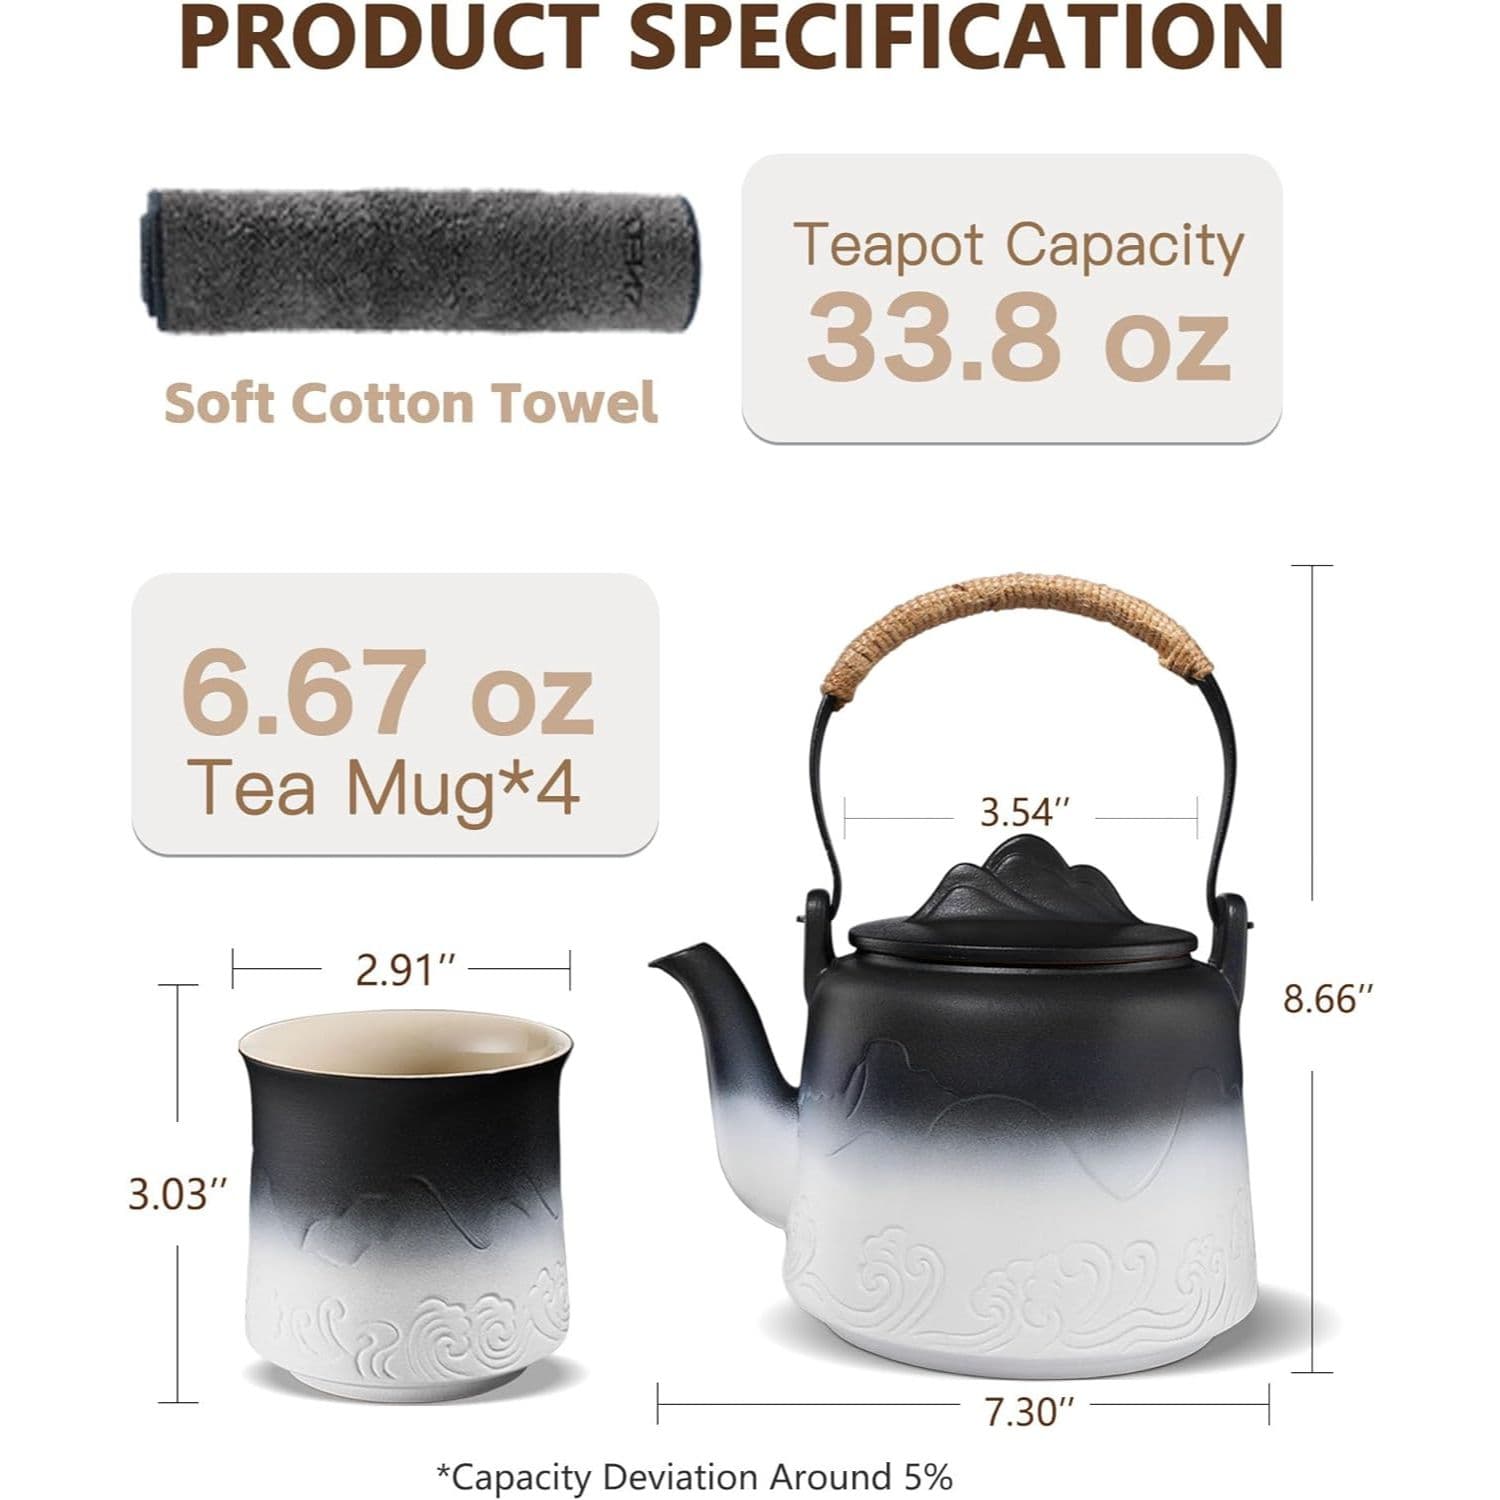 PRODUCT SPECIFICATION
Soft Cotton Towel
Teapot Capacity
33.8 oz
6.67 oz
Tea Mug*4
3.54’’
2.91’’
8.66’’
3.03’’
7.30’’
*Capacity Deviation Around 5%